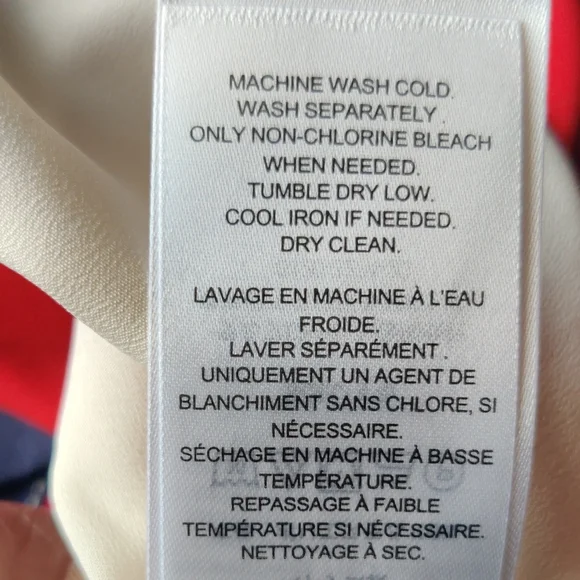 MACHINE WASH COLD.
WASH SEPARATELY .
ONLY NON-CHLORINE BLEACH
WHEN NEEDED.
TUMBLE DRY LOW.
COOL IRON IF NEEDED.
DRY CLEAN.
LAVAGE EN MACHINE À L'EAU
FROIDE.
LAVER SÉPARÉMENT .
UNIQUEMENT UN AGENT DE
BLANCHIMENT SANS CHLORE, SI
NÉCESSAIRE.
SÉCHAGE EN MACHINE À BASSE
TEMPÉRATURE.
REPASSAGE À FAIBLE
TEMPÉRATURE SI NÉCESSAIRE.
NETTOYAGE À SEC.